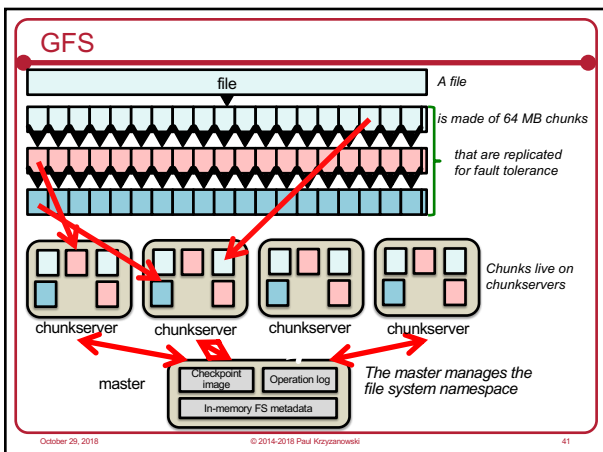 GFS
file
A file
is made of 64 MB chunks
that are replicated
for fault tolerance
Chunks live on
chunkservers
chunkserver
chunkserver
chunkserver
chunkserver
master
Checkpoint
image
Operation log
In-memory FS metadata
The master manages the
file system namespace
October 29, 2018
© 2014-2018 Paul Krzyzanowski
41